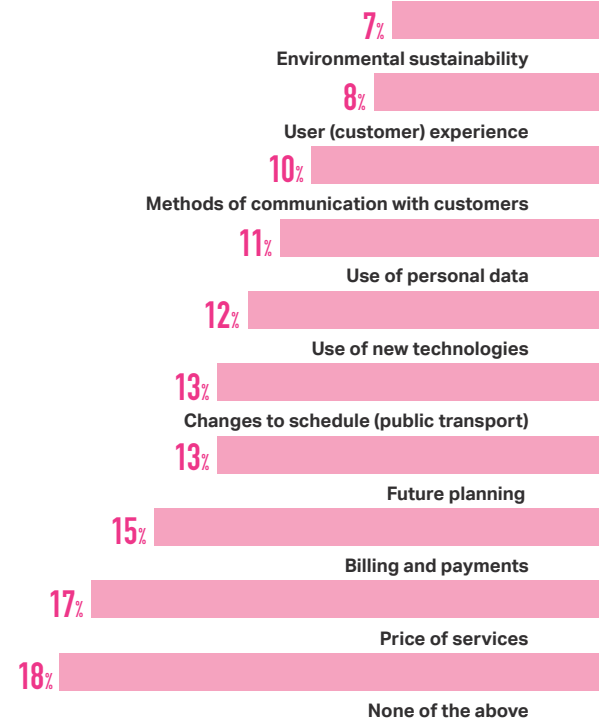 7%
Environmental sustainability
8%
User (customer) experience
10%
Methods of communication with customers
11%
Use of personal data
12%
Use of new technologies
13%
Changes to schedule (public transport)
13%
Future planning
15%
Billing and payments
17%
Price of services
18%
None of the above